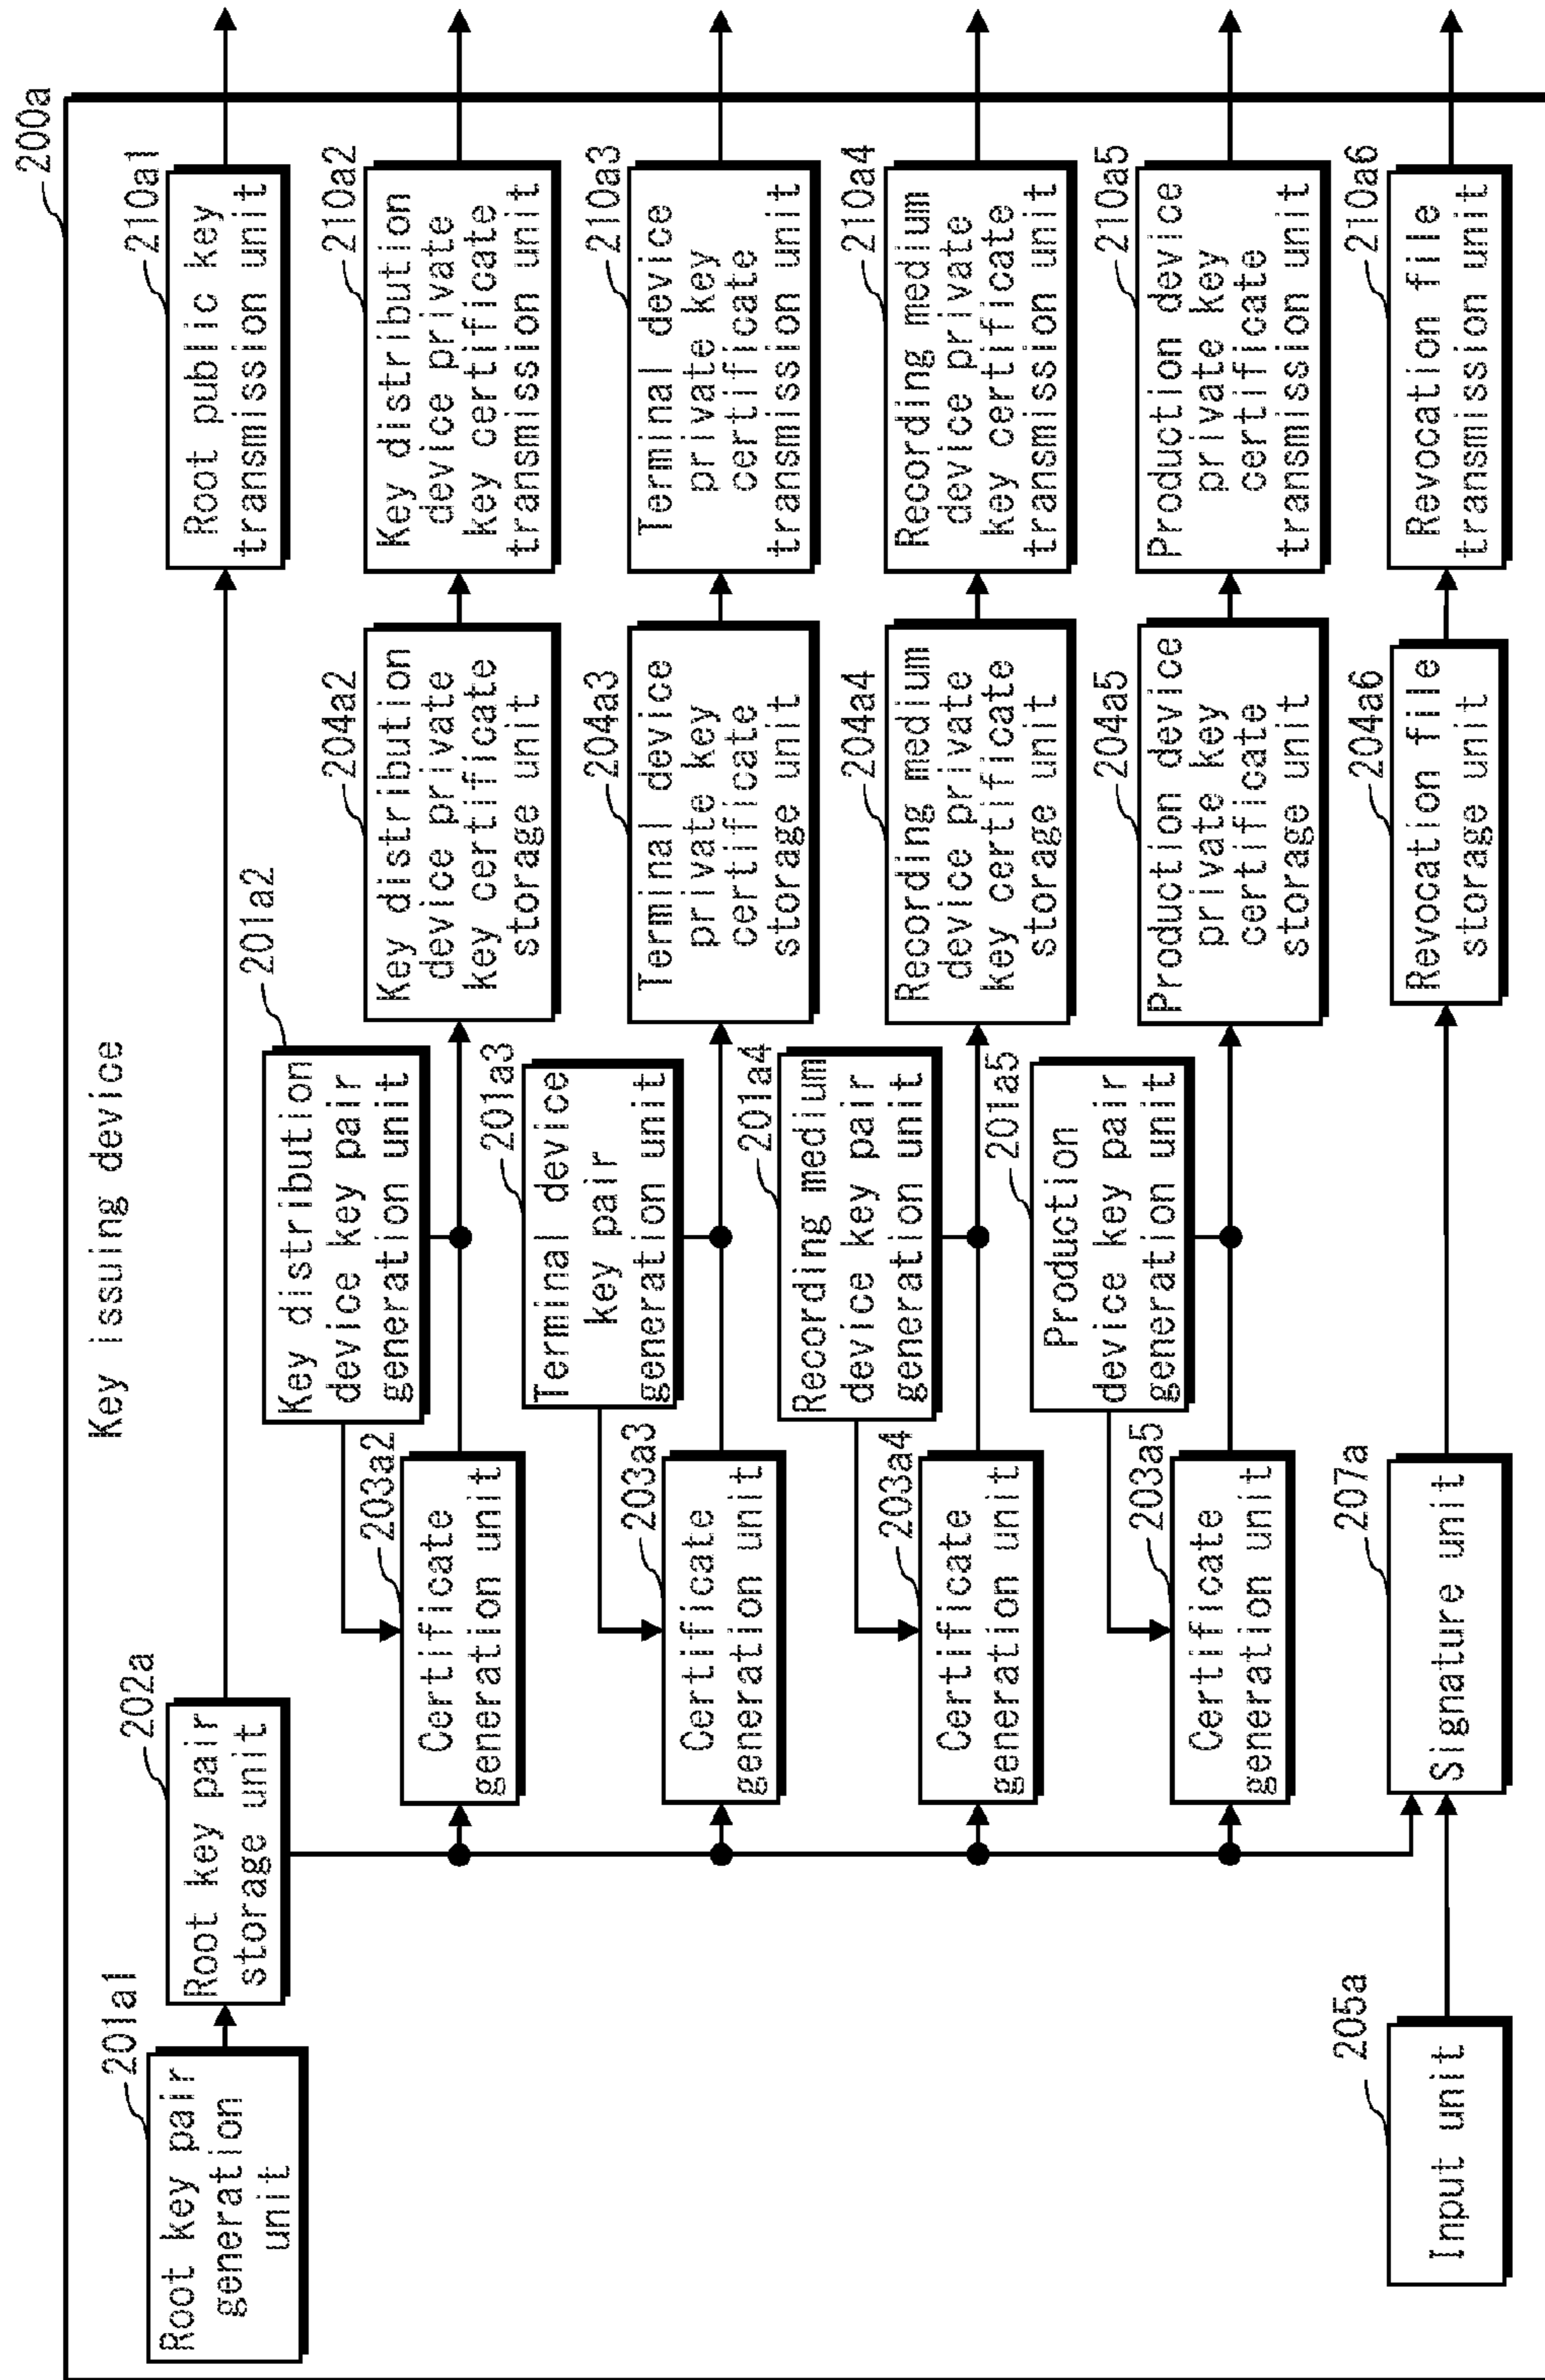 Key issuing device
200a
201a1
Root key pair
generation
unit
202a
Root key pair
storage unit
210a1
Root public key
transmission unit
201a2
Key distribution
device key pair
generation unit
203a2
Certificate
generation unit
204a2
Key distribution
device private
key certificate
storage unit
210a2
Key distribution
device private
key certificate
transmission unit
201a3
Terminal device
key pair
generation unit
203a3
Certificate
generation unit
204a3
Terminal device
private key
certificate
storage unit
210a3
Terminal device
private key
certificate
transmission unit
201a4
Recording medium
device key pair
generation unit
203a4
Certificate
generation unit
204a4
Recording medium
device private
key certificate
storage unit
210a4
Recording medium
device private
key certificate
transmission unit
201a5
Production
device key pair
generation unit
203a5
Certificate
generation unit
204a5
Production device
private key
certificate
storage unit
210a5
Production device
private key
certificate
transmission unit
205a
Input unit
207a
Signature unit
204a6
Revocation file
storage unit
210a6
Revocation file
transmission unit